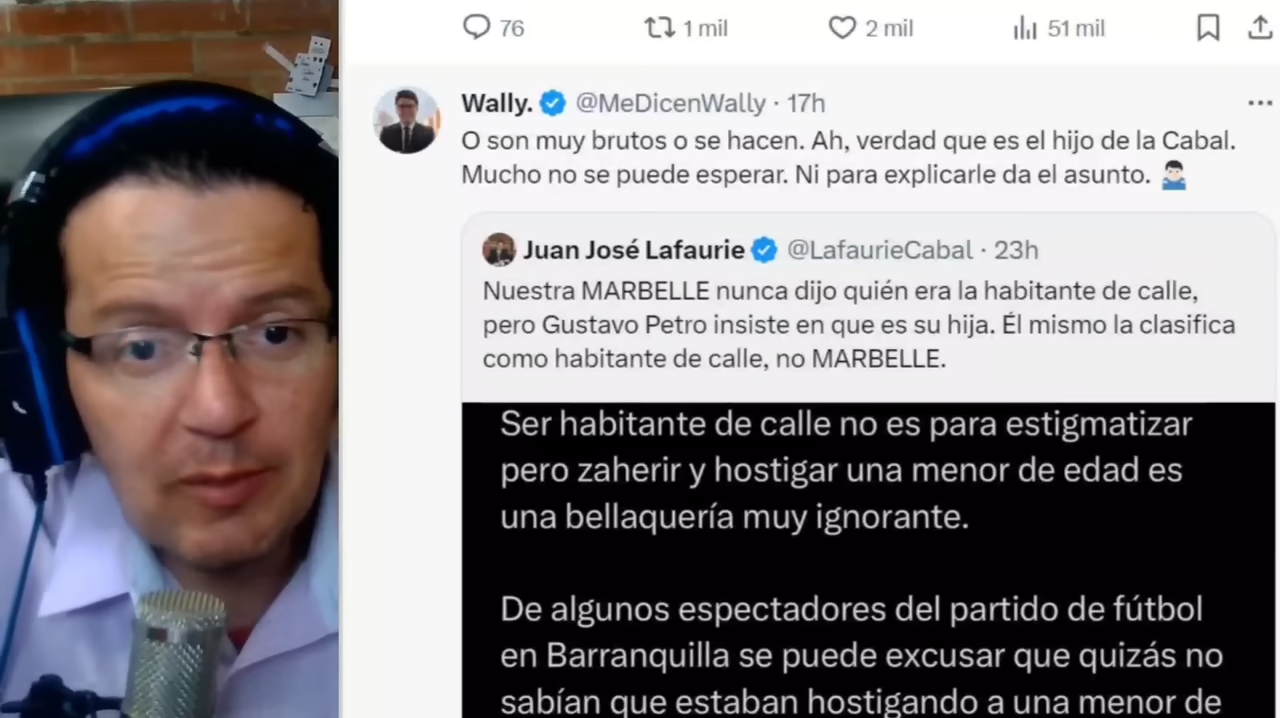 76 1 mil 2 mil 51 mil
Wally. @MeDicenWally · 17h
O son muy brutos o se hacen. Ah, verdad que es el hijo de la Cabal.
Mucho no se puede esperar. Ni para explicarle da el asunto.
Juan José Lafaurie @LafaurieCabal · 23h
Nuestra MARBELLE nunca dijo quién era la habitante de calle,
pero Gustavo Petro insiste en que es su hija. Él mismo la clasifica
como habitante de calle, no MARBELLE.
Ser habitante de calle no es para estigmatizar
pero zaherir y hostigar una menor de edad es
una bellaquería muy ignorante.
De algunos espectadores del partido de fútbol
en Barranquilla se puede excusar que quizás no
sabían que estaban hostigando a una menor de